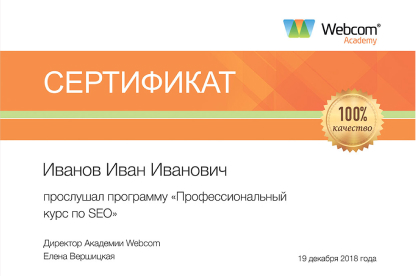 Webcom®
Academy
СЕРТИФИКАТ
100%
качество
Иванов Иван Иванович
прослушал программу «Профессиональный
курс по SEO»
Директор Академии Webcom
Елена Вершицкая
19 декабря 2018 года